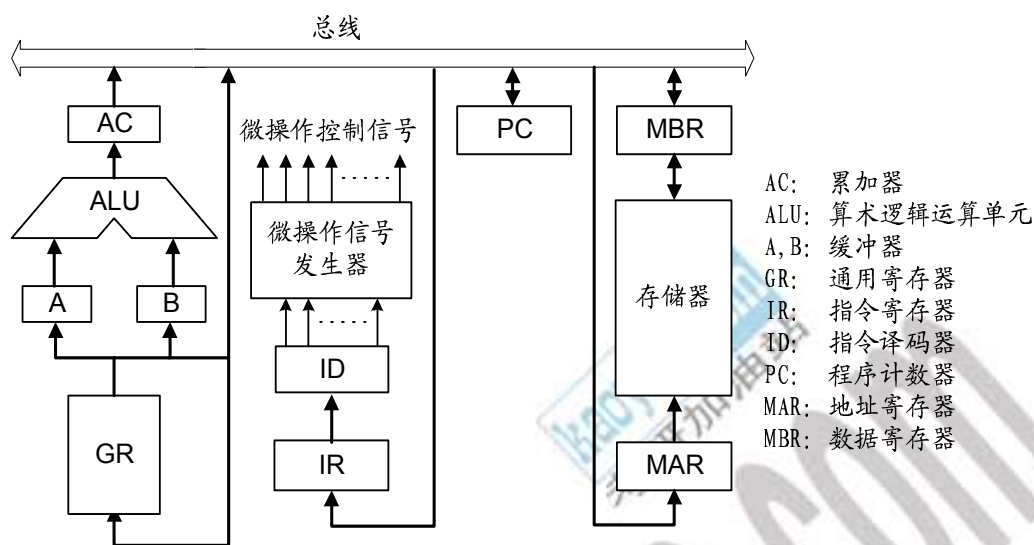 总线
AC
微操作控制信号
PC
MBR
ALU
微操作信号
发生器
A
B
存储器
ID
GR
IR
MAR
AC: 累加器
ALU: 算术逻辑运算单元
A,B: 缓冲器
GR: 通用寄存器
IR: 指令寄存器
ID: 指令译码器
PC: 程序计数器
MAR: 地址寄存器
MBR: 数据寄存器